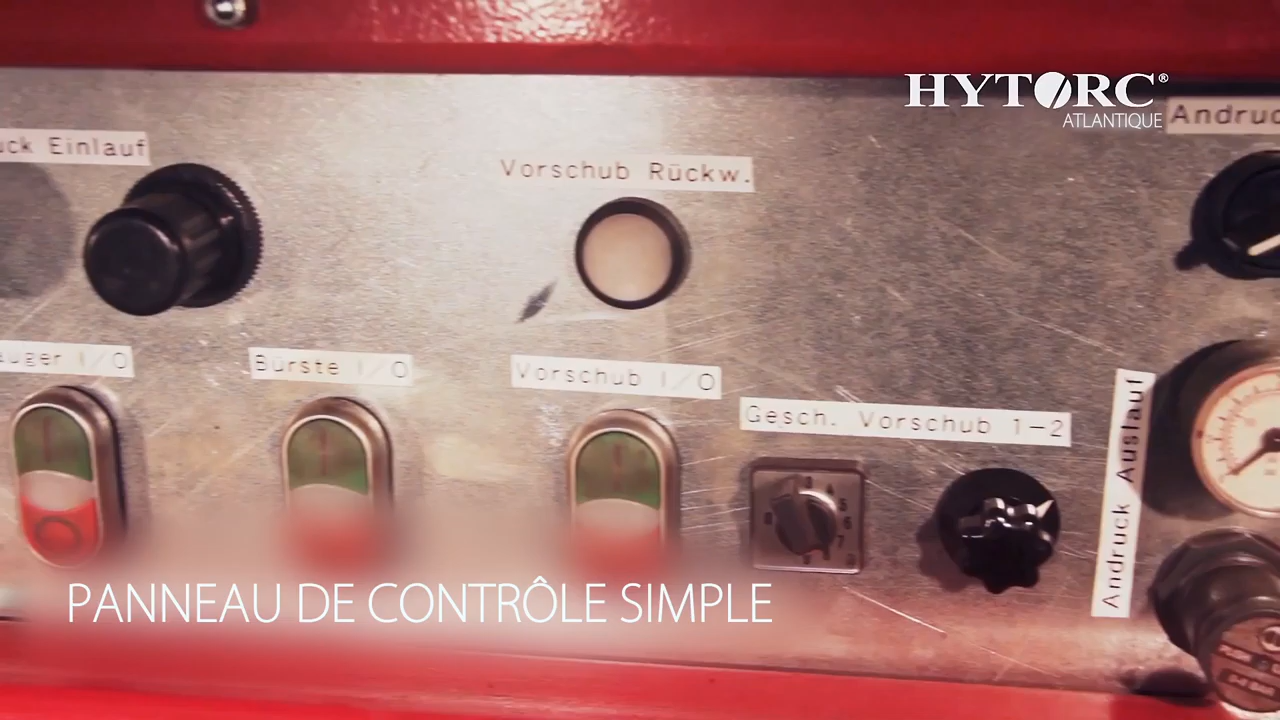 HYTORC®
ATLANTIQUE
Andruc
uck Einlauf
Vorschub Rückw.
auger I/O
Bürste I/O
Vorschub I/O
Gesch. Vorschub 1-2
Andruck Auslauf
PANNEAU DE CONTRÔLE SIMPLE